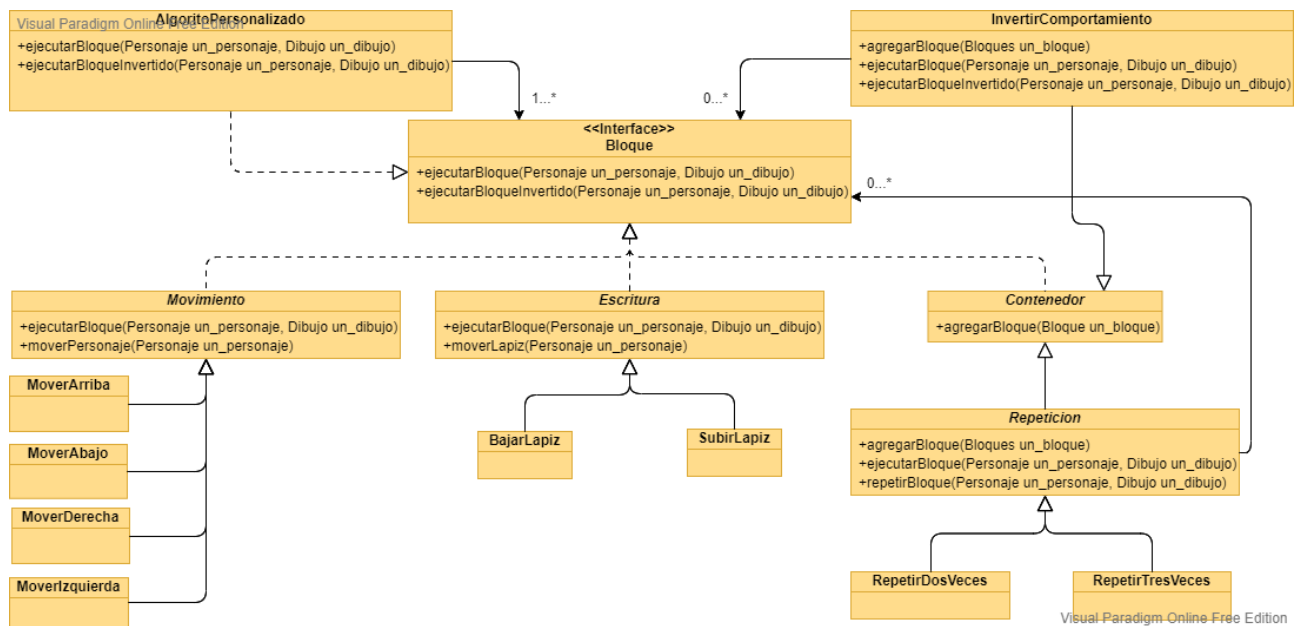 Visual Paradigm Online Free Edition
AlgoritoPersonalizado
+ejecutarBloque(Personaje un_personaje, Dibujo un_dibujo)
+ejecutarBloqueInvertido(Personaje un_personaje, Dibujo un_dibujo)
InvertirComportamiento
+agregarBloque(Bloques un_bloque)
+ejecutarBloque(Personaje un_personaje, Dibujo un_dibujo)
+ejecutarBloqueInvertido(Personaje un_personaje, Dibujo un_dibujo)
1...*
0...*
<<Interface>>
Bloque
+ejecutarBloque(Personaje un_personaje, Dibujo un_dibujo)
+ejecutarBloqueInvertido(Personaje un_personaje, Dibujo un_dibujo)
0...*
Movimiento
+ejecutarBloque(Personaje un_personaje, Dibujo un_dibujo)
+moverPersonaje(Personaje un_personaje)
Escritura
+ejecutarBloque(Personaje un_personaje, Dibujo un_dibujo)
+moverLapiz(Personaje un_personaje)
Contenedor
+agregarBloque(Bloque un_bloque)
MoverArriba
MoverAbajo
MoverDerecha
MoverIzquierda
BajarLapiz
SubirLapiz
Repeticion
+agregarBloque(Bloques un_bloque)
+ejecutarBloque(Personaje un_personaje, Dibujo un_dibujo)
+repetirBloque(Personaje un_personaje, Dibujo un_dibujo)
RepetirDosVeces
RepetirTresVeces
Visual Paradigm Online Free Edition